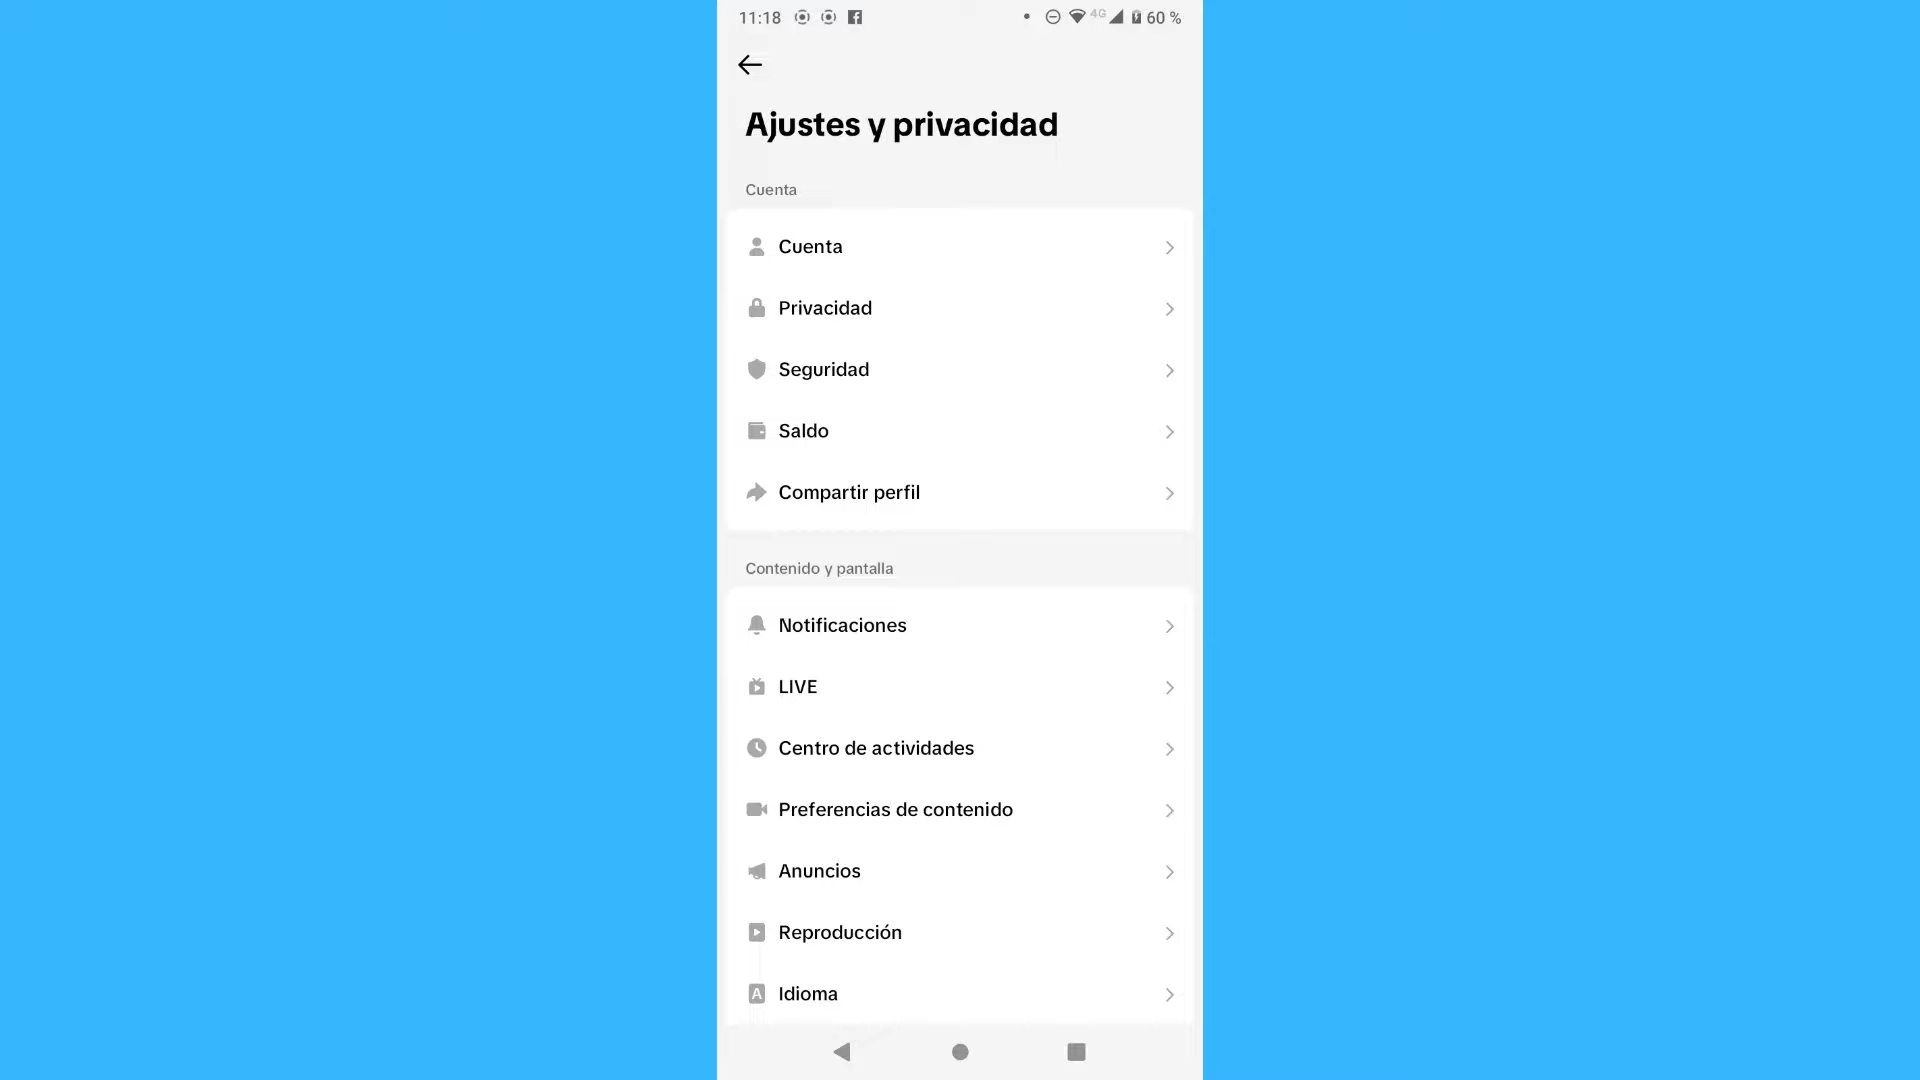 11:18 4G 60 %
Ajustes y privacidad
Cuenta
Cuenta
Privacidad
Seguridad
Saldo
Compartir perfil
Contenido y pantalla
Notificaciones
LIVE
Centro de actividades
Preferencias de contenido
Anuncios
Reproducción
A Idioma